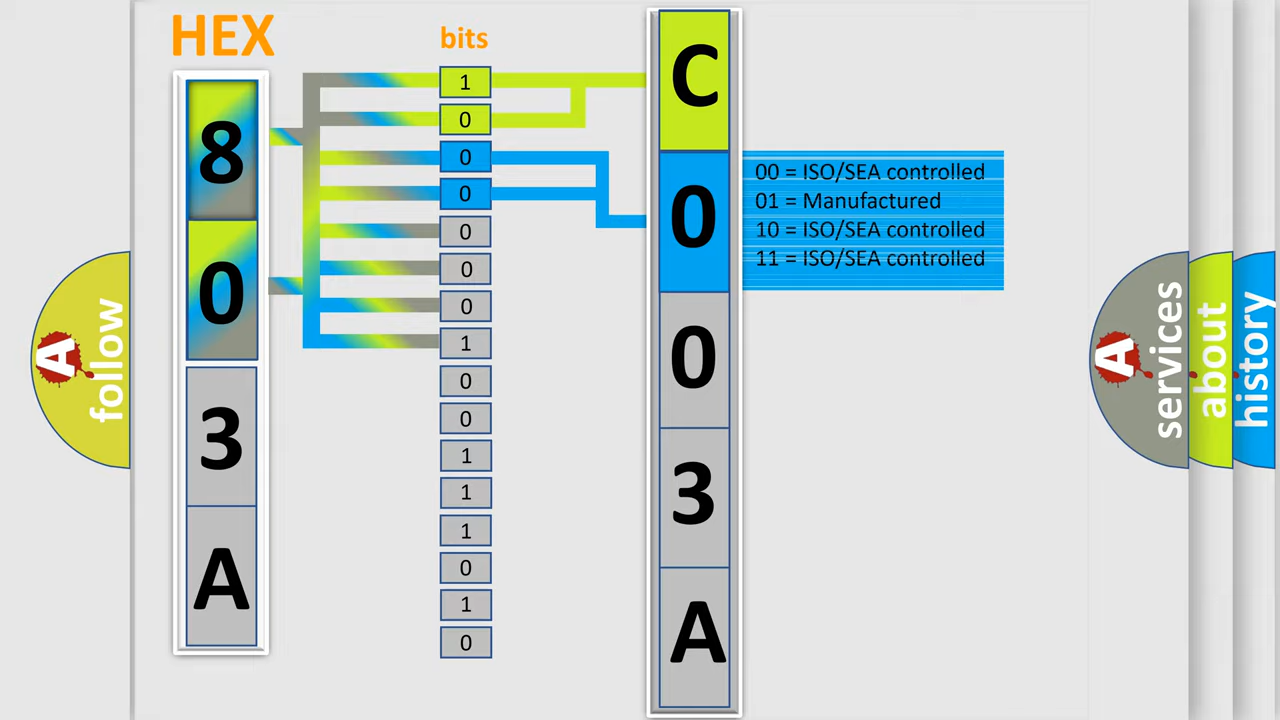 HEX
bits
8
0
3
A
1
0
0
0
0
0
0
1
0
0
1
1
1
0
1
0
C
0
0
3
A
00 = ISO/SEA controlled
01 = Manufactured
10 = ISO/SEA controlled
11 = ISO/SEA controlled
A
follow
A
services
about
history